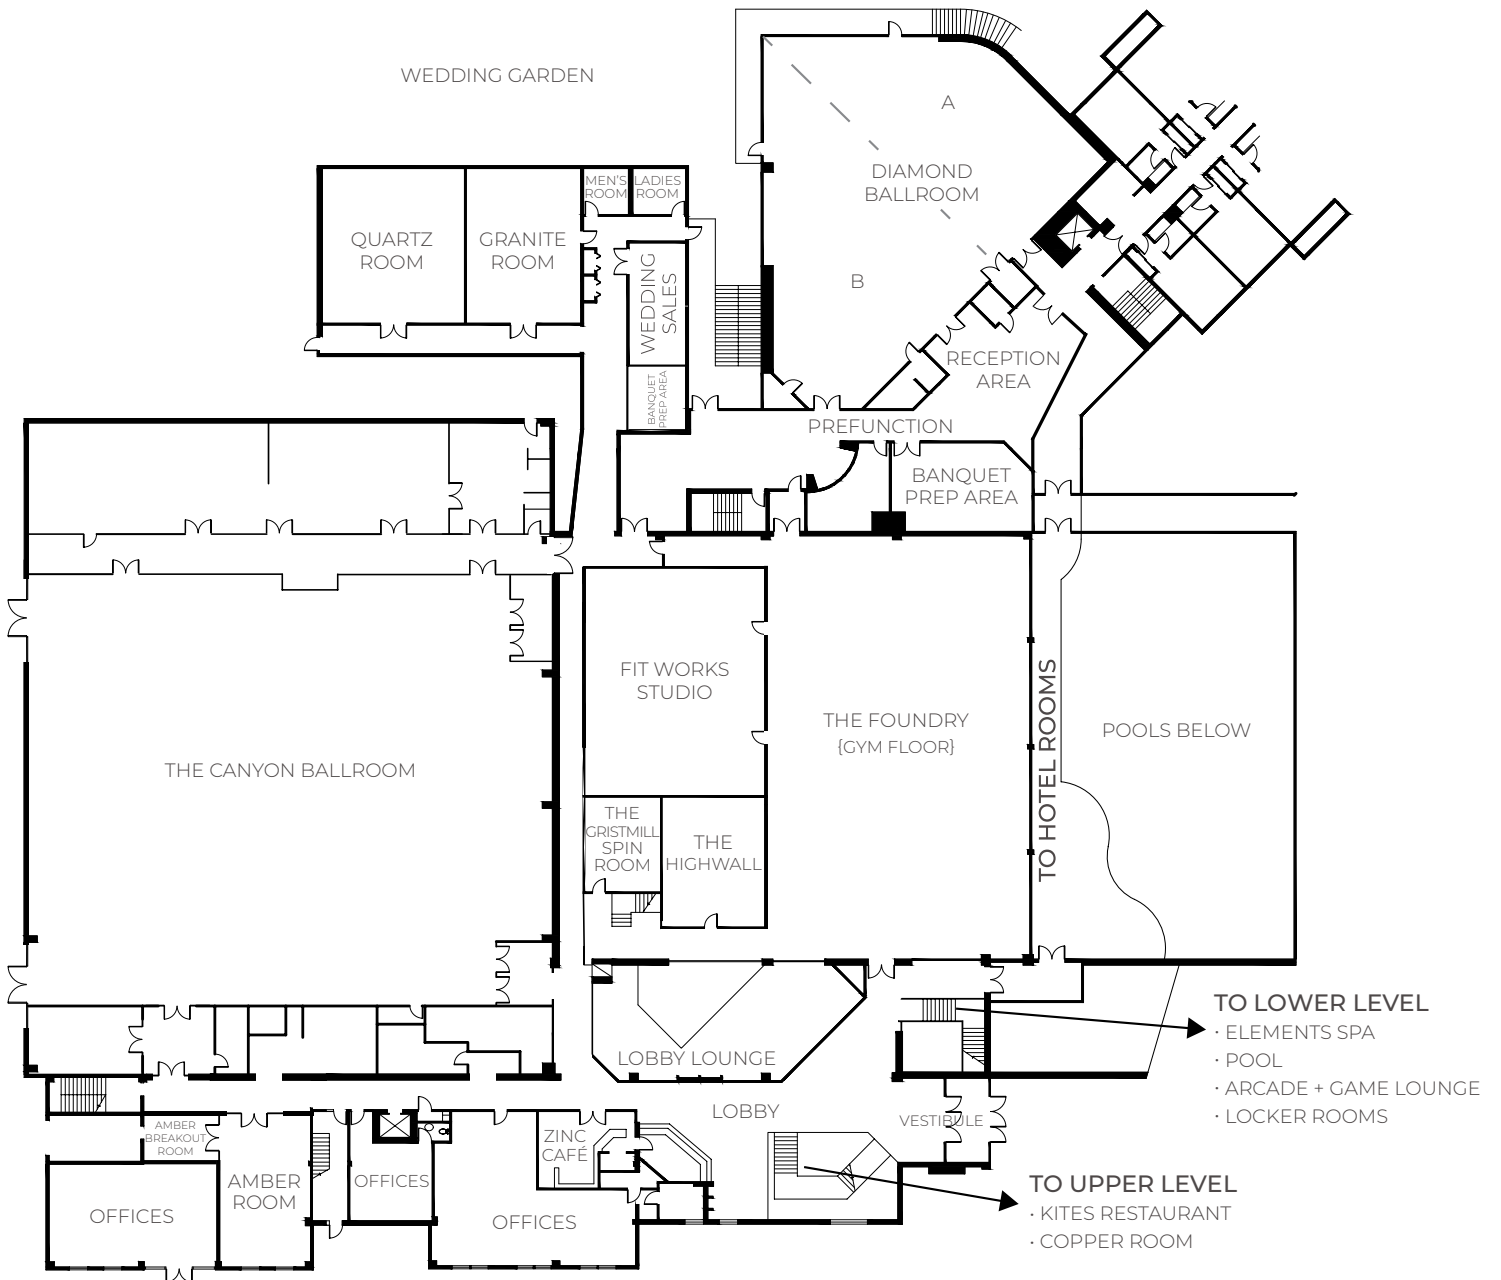 WEDDING GARDEN
A
DIAMOND
BALLROOM
B
MEN'S
ROOM
LADIES
ROOM
QUARTZ
ROOM
GRANITE
ROOM
WEDDING
SALES
BANQUET
PREP AREA
RECEPTION
AREA
PREFUNCTION
BANQUET
PREP AREA
FIT WORKS
STUDIO
THE FOUNDRY
{GYM FLOOR}
TO HOTEL ROOMS
POOLS BELOW
THE CANYON BALLROOM
THE
GRISTMILL
SPIN
ROOM
THE
HIGHWALL
LOBBY LOUNGE
TO LOWER LEVEL
· ELEMENTS SPA
· POOL
· ARCADE + GAME LOUNGE
· LOCKER ROOMS
LOBBY
VESTIBULE
AMBER
BREAKOUT
ROOM
ZINC
CAFÉ
AMBER
ROOM
OFFICES
OFFICES
OFFICES
TO UPPER LEVEL
· KITES RESTAURANT
· COPPER ROOM